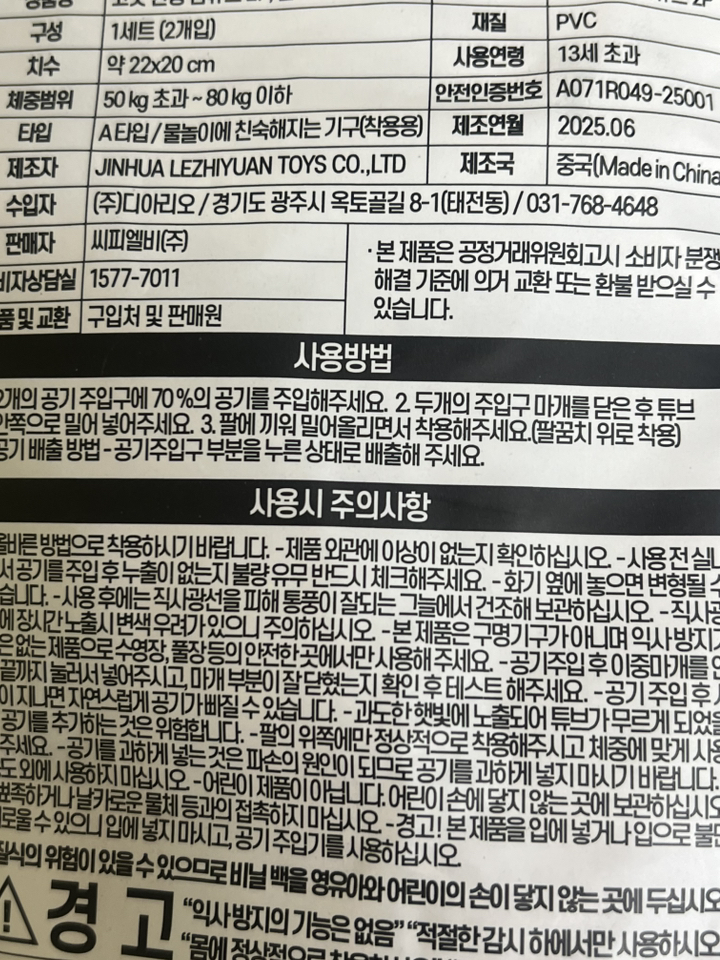 구성 1세트 (2개입) 재질 PVC
치수 약 22x20 cm 사용연령 13세 초과
체중범위 50 kg 초과 ~ 80 kg 이하 안전인증번호 A071R049-25001
타입 A타입 / 물놀이에 친숙해지는 기구(착용용) 제조연월 2025.06
제조자 JINHUA LEZHIYUAN TOYS CO.,LTD 제조국 중국(Made in China
수입자 (주)디아리오 / 경기도 광주시 옥토골길 8-1(태전동) / 031-768-4648
판매자 씨피엘비(주)
비자상담실 1577-7011
품 및 교환 구입처 및 판매원
· 본 제품은 공정거래위원회고시 소비자 분쟁
해결 기준에 의거 교환 또는 환불 받으실 수
있습니다.
사용방법
2개의 공기 주입구에 70%의 공기를 주입해주세요. 2. 두개의 주입구 마개를 닫은 후 튜브
안쪽으로 밀어 넣어주세요. 3. 팔에 끼워 밀어올리면서 착용해주세요.(팔꿈치 위로 착용)
공기 배출 방법 - 공기주입구 부분을 누른 상태로 배출해 주세요.
사용시 주의사항
올바른 방법으로 착용하시기 바랍니다. -제품 외관에 이상이 없는지 확인하십시오. -사용 전 실내
서 공기를 주입 후 누출이 없는지 불량 유무 반드시 체크해주세요. -화기 옆에 놓으면 변형될 수
습니다. -사용 후에는 직사광선을 피해 통풍이 잘되는 그늘에서 건조해 보관하십시오. -직사광
에 장시간 노출시 변색 우려가 있으니 주의하십시오. -본 제품은 구명기구가 아니며 익사 방지
은 없는 제품으로 수영장, 풀장 등의 안전한 곳에서만 사용해 주세요. -공기주입 후 이중마개를
끝까지 눌러서 넣어주시고, 마개 부분이 잘 닫혔는지 확인 후 테스트 해주세요. -공기 주입 후
이 지나면 자연스럽게 공기가 빠질 수 있습니다. -과도한 햇빛에 노출되어 튜브가 무르게 되었을
공기를 추가하는 것은 위험합니다. -팔의 위쪽에만 정상적으로 착용해주시고 체중에 맞게 사용
주세요. -공기를 과하게 넣는 것은 파손의 원인이 되므로 공기를 과하게 넣지 마시기 바랍니다.
도 외에 사용하지 마십시오. -어린이 제품이 아닙니다. 어린이 손에 닿지 않는 곳에 보관하십시오
뾰족하거나 날카로운 물체 등과의 접촉하지 마십시오. -경고! 본 제품을 입에 넣거나 입으로 불면
로울 수 있으니 입에 넣지 마시고, 공기 주입기를 사용하십시오.
질식의 위험이 있을 수 있으므로 비닐 백을 영유아와 어린이의 손이 닿지 않는 곳에 두십시오
경 고 “익사 방지의 기능은 없음” “적절한 감시 하에서만 사용하시오
“몸에 정상적으로